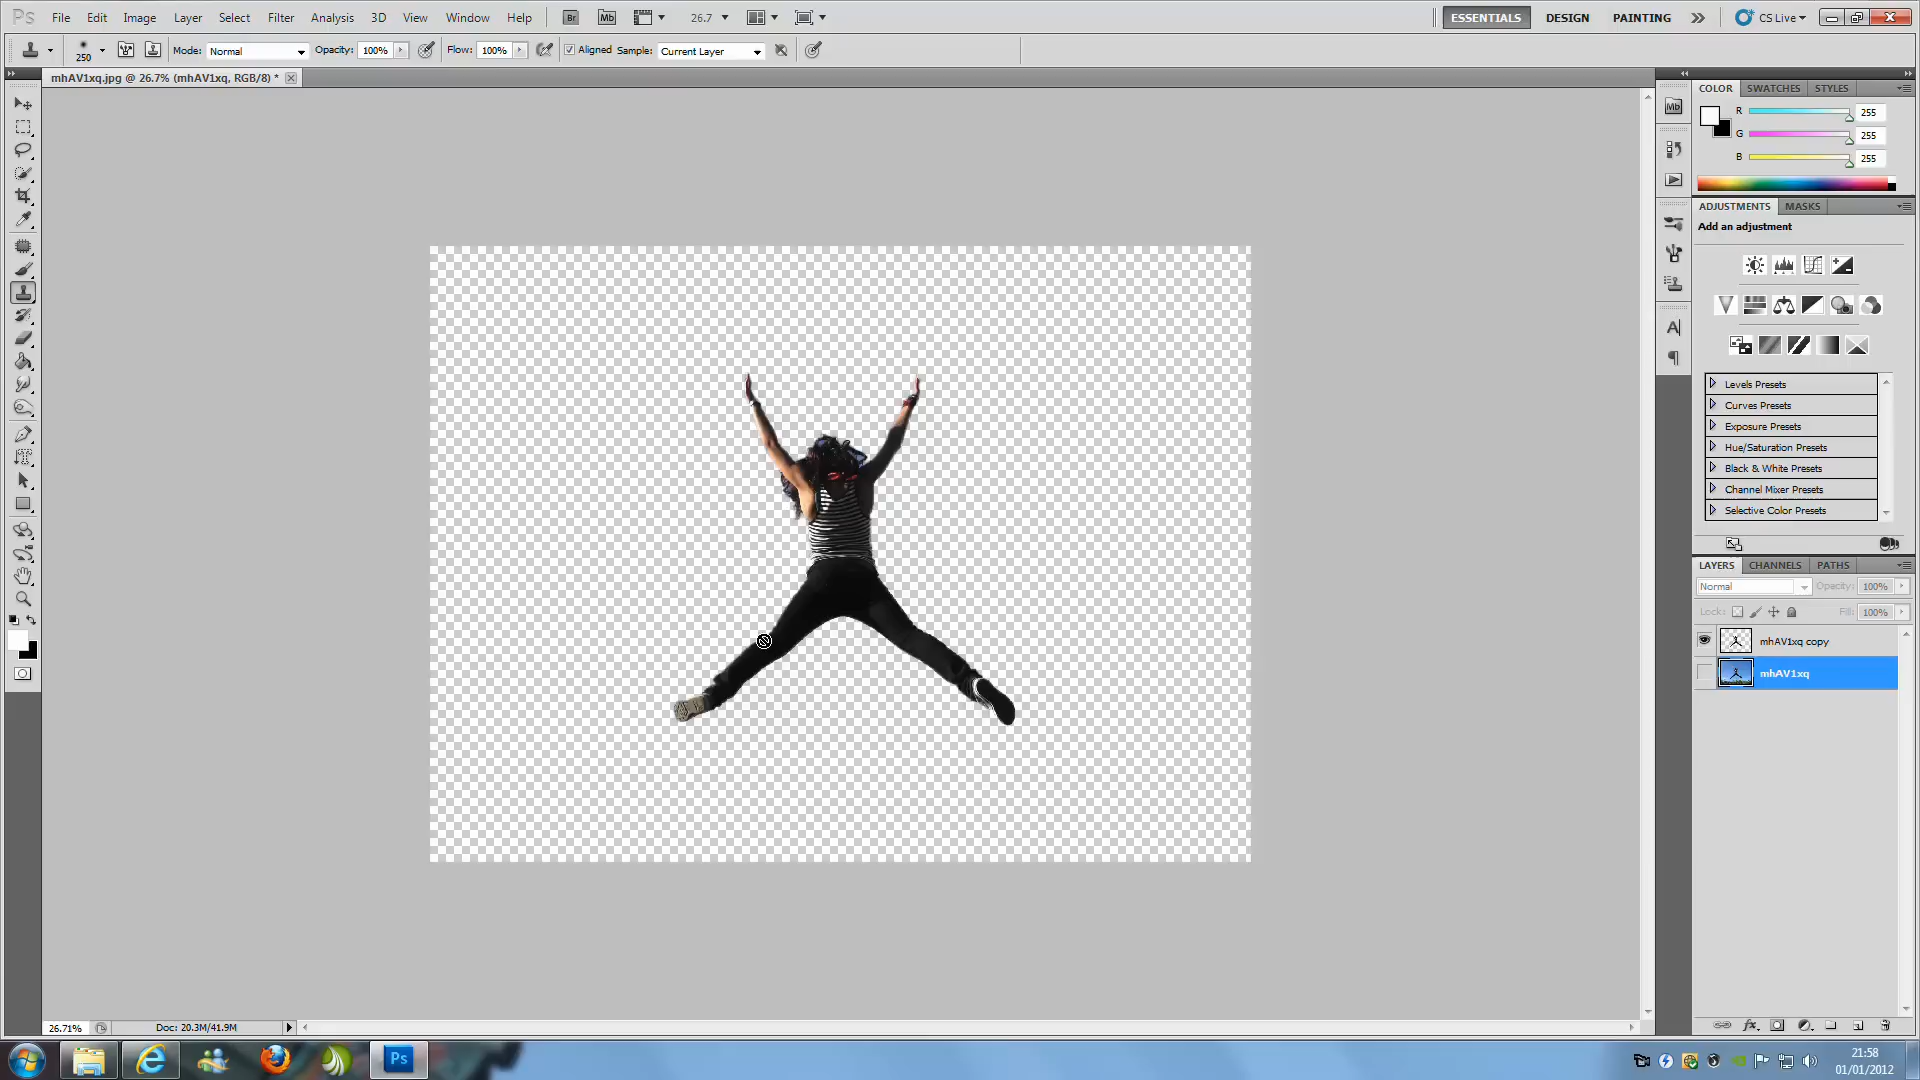 Ps File Edit Image Layer Select Filter Analysis 3D View Window Help Br Mb 26.7 ESSENTIALS DESIGN PAINTING CS Live
250 Mode: Normal Opacity: 100% Flow: 100% Aligned Sample: Current Layer
mhAV1xq.jpg @ 26.7% (mhAV1xq, RGB/8) *
COLOR SWATCHES STYLES
Mb
R 255
G 255
B 255
ADJUSTMENTS MASKS
Add an adjustment
Levels Presets
Curves Presets
Exposure Presets
Hue/Saturation Presets
Black & White Presets
Channel Mixer Presets
Selective Color Presets
LAYERS CHANNELS PATHS
Normal Opacity: 100%
Lock: Fill: 100%
mhAV1xq copy
mhAV1xq
26.71% Doc: 20.3M/41.9M
Ps
21:58
01/01/2012